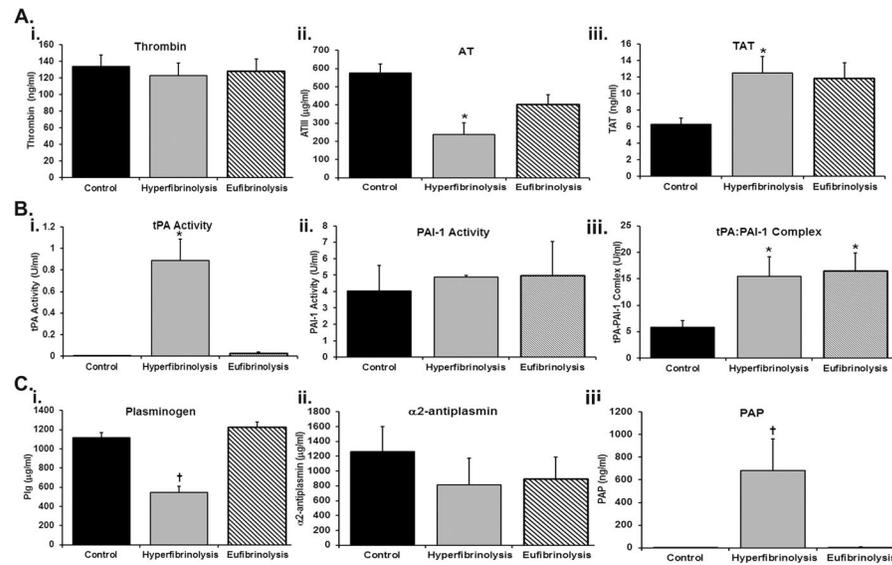 A.
i.
Thrombin
Thrombin (ng/ml)
160
140
120
100
80
60
40
20
0
Control Hyperfibrinolysis Eufibrinolysis
ii.
AT
ATIII (µg/ml)
700
600
500
400
300
200
100
0
*
Control Hyperfibrinolysis Eufibrinolysis
iii.
TAT
TAT (ng/ml)
16
14
12
10
8
6
4
2
0
*
Control Hyperfibrinolysis Eufibrinolysis
B.
i.
tPA Activity
tPA Activity (U/ml)
1.2
1
0.8
0.6
0.4
0.2
0
*
Control Hyperfibrinolysis Eufibrinolysis
ii.
PAI-1 Activity
PAI-1 Activity (U/ml)
8
7
6
5
4
3
2
1
0
Control Hyperfibrinolysis Eufibrinolysis
iii.
tPA:PAI-1 Complex
tPA-PAI-1 Comlex (U/ml)
25
20
15
10
5
0
* *
Control Hyperfibrinolysis Eufibrinolysis
C.
i.
Plasminogen
Plg (µg/ml)
1400
1200
1000
800
600
400
200
0
†
Control Hyperfibrinolysis Eufibrinolysis
ii.
α2-antiplasmin
α2-antiplasmin (µg/ml)
1800
1600
1400
1200
1000
800
600
400
200
0
Control Hyperfibrinolysis Eufibrinolysis
iii
PAP
PAP (ng/ml)
1200
1000
800
600
400
200
0
†
Control Hyperfibrinolysis Eufibrinolysis